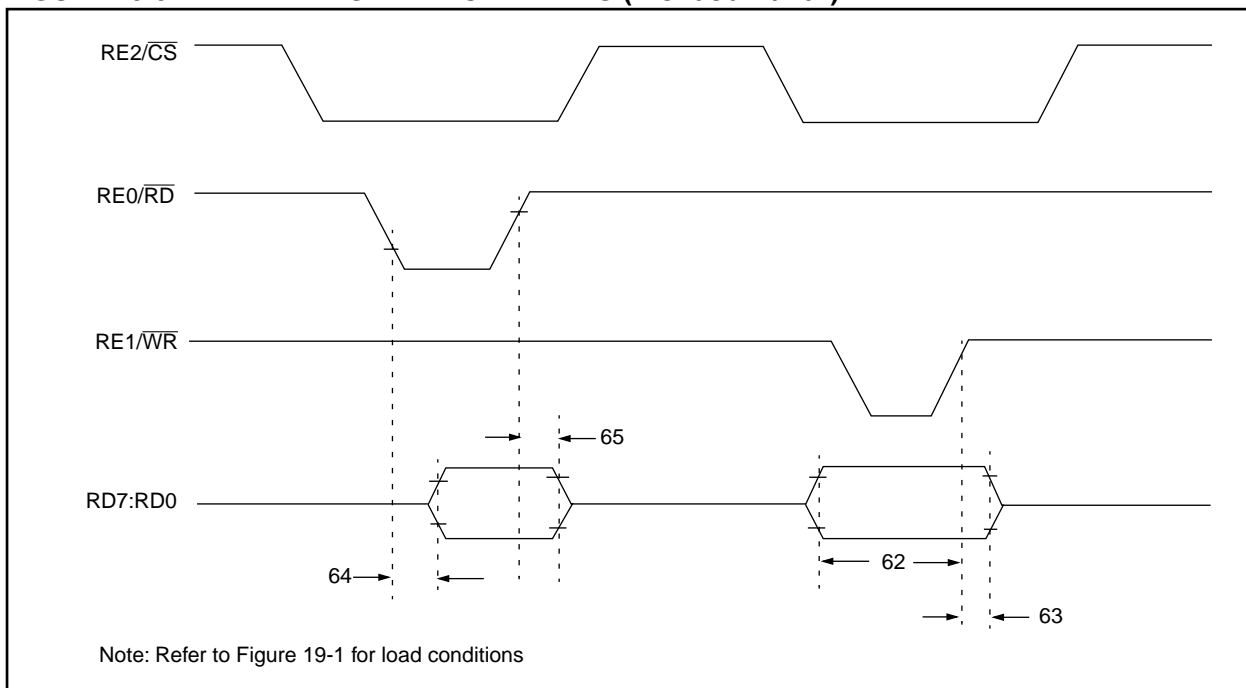 RE2/CS
RE0/RD
RE1/WR
65
RD7:RD0
62
64
63
Note: Refer to Figure 19-1 for load conditions